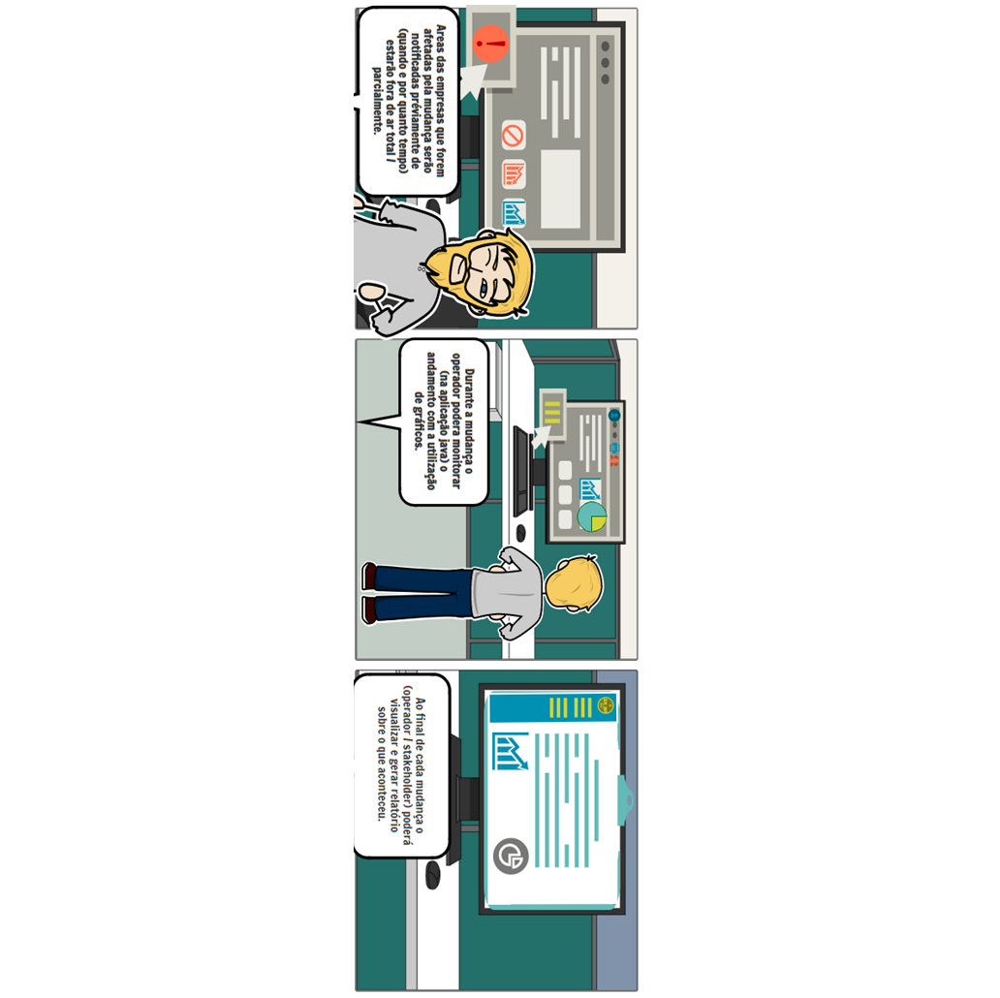 Areas das empresas que forem
afetadas pela mudança serão
notificadas préviamente de
(quando e por quanto tempo)
estarão fora de ar total /
parcialmente.
Durante a mudança o
operador podera monitorar
(na aplicação java) o
andamento com a utilização
de gráficos.
Ao final de cada mudança o
(operador / stakeholder) poderá
visualizar e gerar relatório
sobre o que aconteceu.